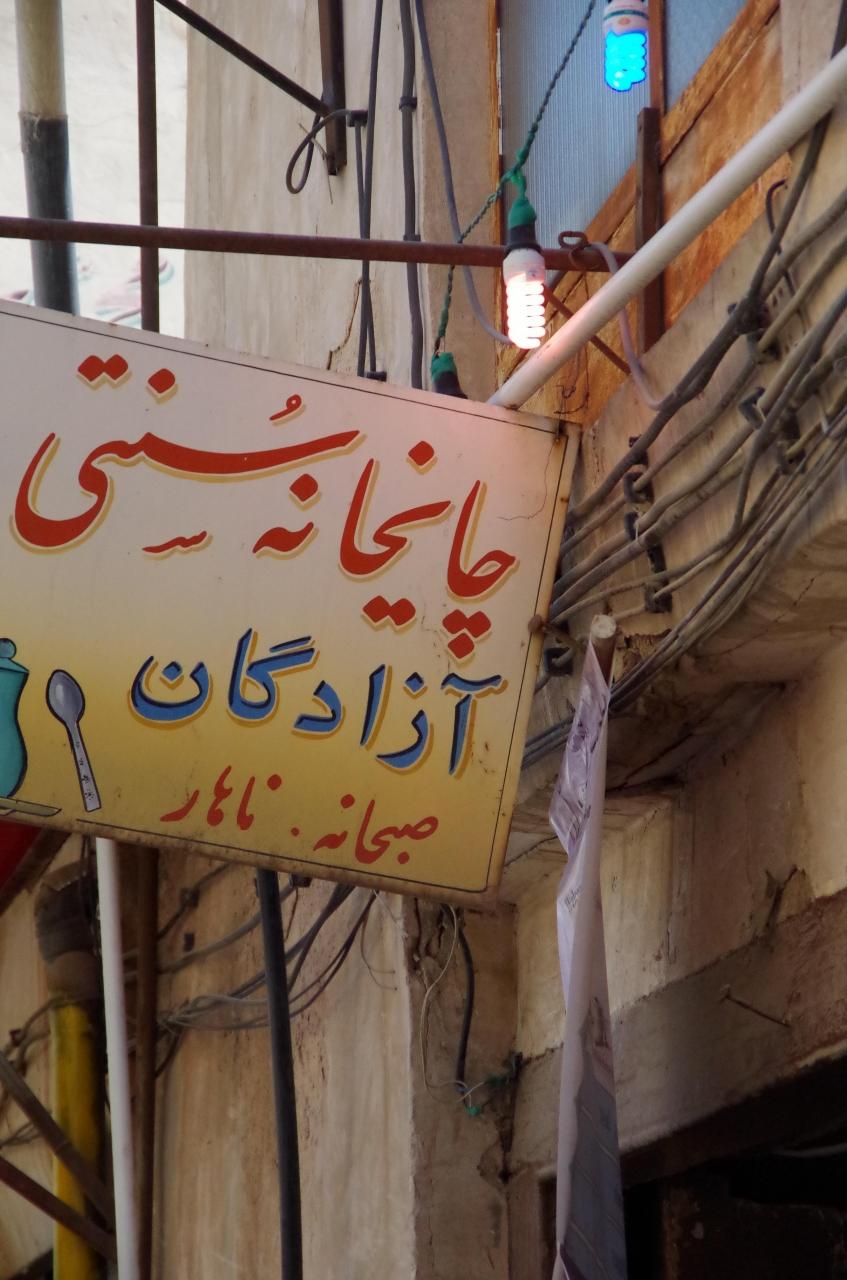 چایخانه سُنتی
آزادگان
صبحانه . ناهار